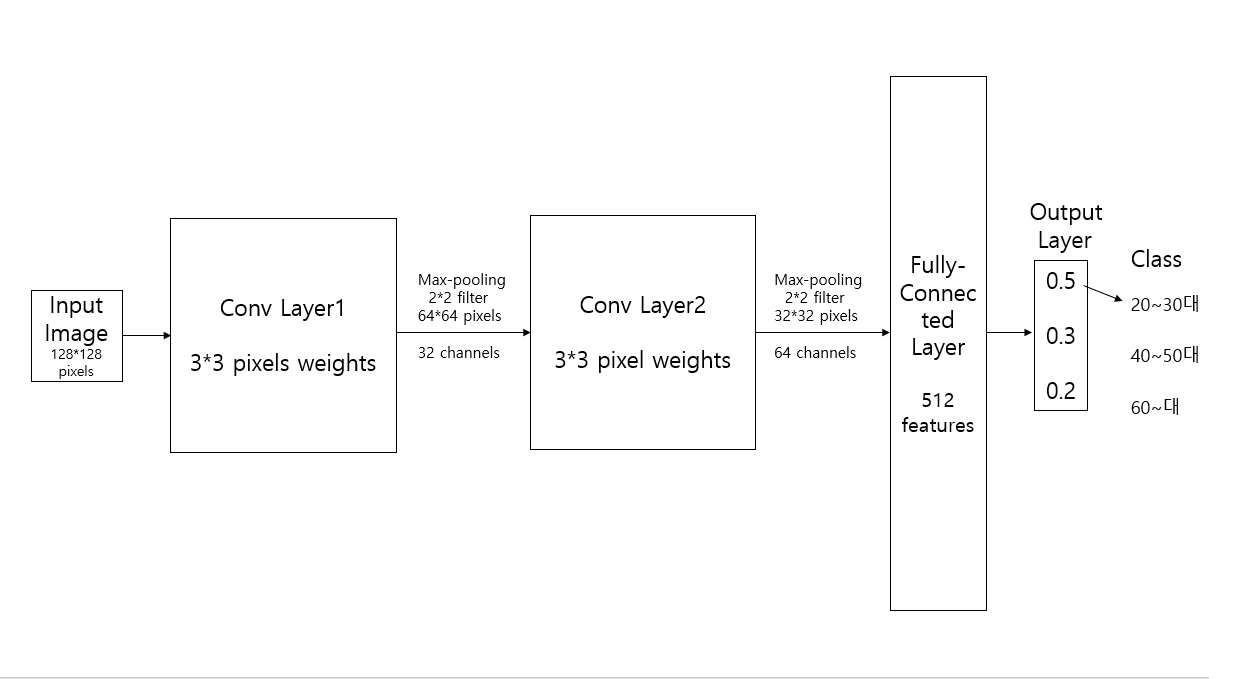 Input
Image
128*128
pixels
Conv Layer1
3*3 pixels weights
Max-pooling
2*2 filter
64*64 pixels
32 channels
Conv Layer2
3*3 pixel weights
Max-pooling
2*2 filter
32*32 pixels
64 channels
Fully-
Connec
ted
Layer
512
features
Output
Layer
0.5
0.3
0.2
Class
20~30대
40~50대
60~대